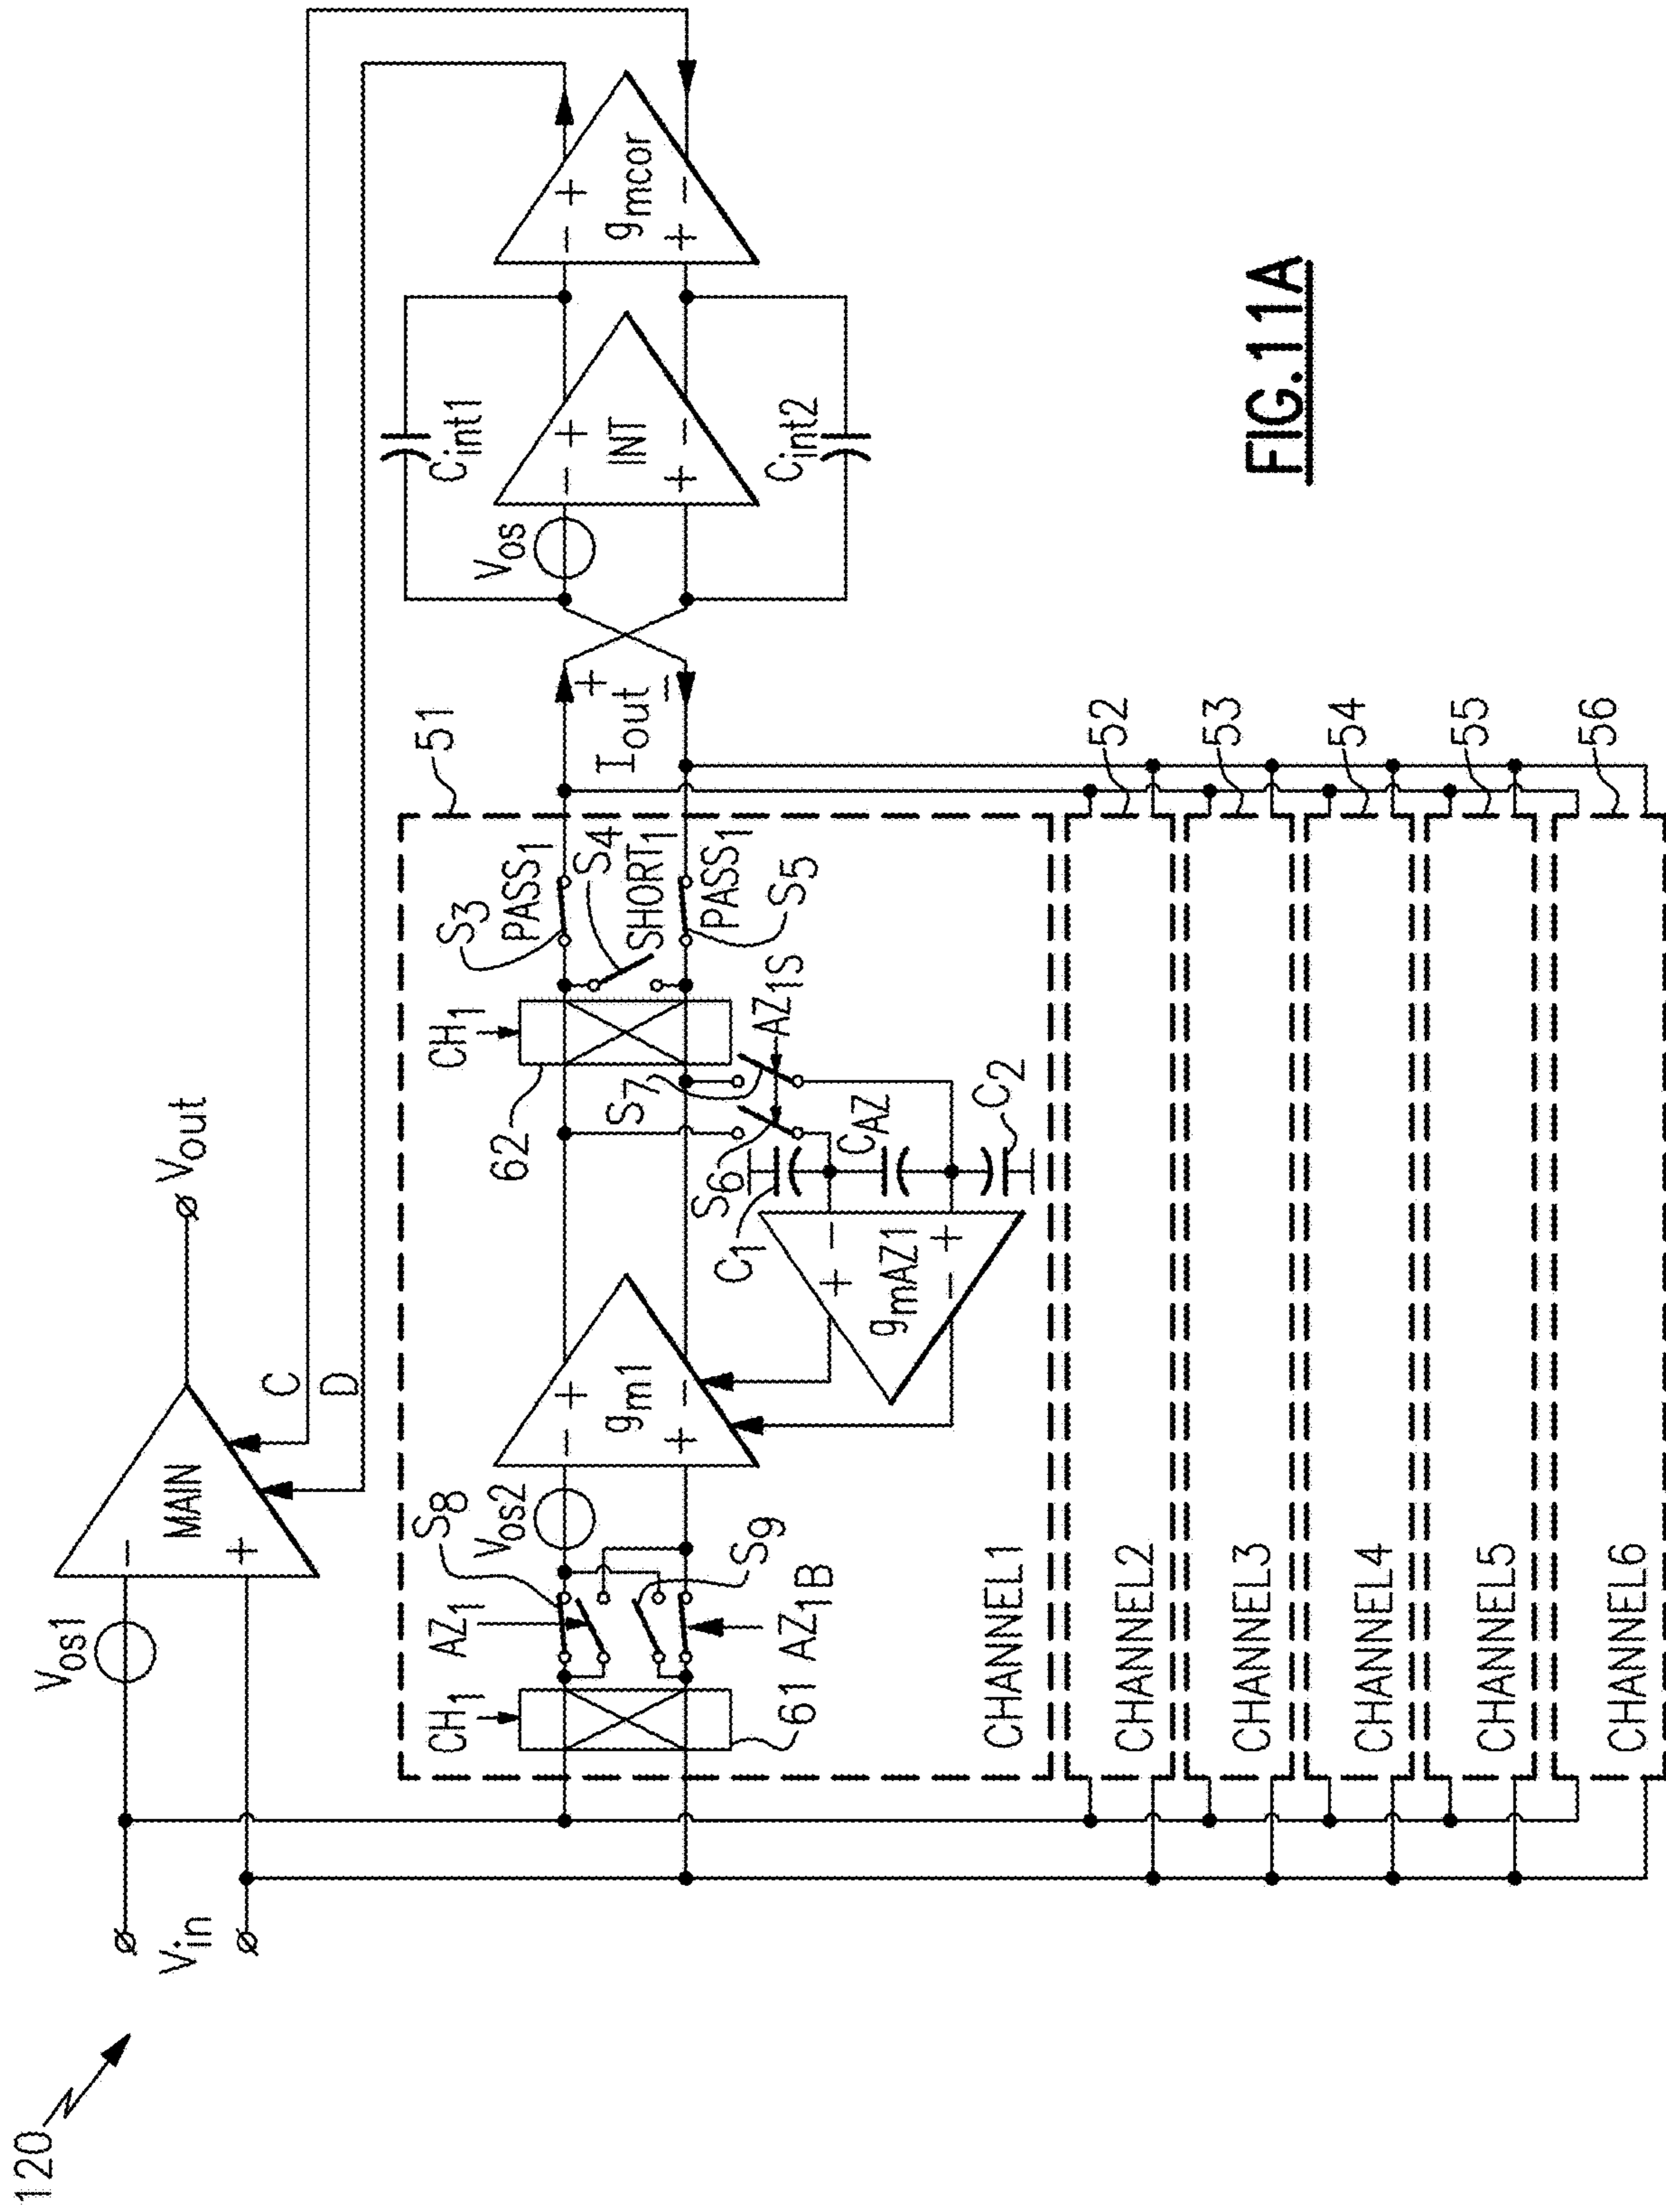 120
Vin
Vos1
MAIN
Vout
C
D
CH1
61
AZ1
S8
Vos2
S9
AZ1B
gm1
gmAZ1
C1
S6
CAZ
C2
S7
AZ1S
62
CH1
S3
PASS1
S4
SHORT1
PASS1
S5
51
Iout
Vos
INT
Cint1
Cint2
gmcor
CHANNEL1
CHANNEL2
52
CHANNEL3
53
CHANNEL4
54
CHANNEL5
55
CHANNEL6
56
FIG.11A